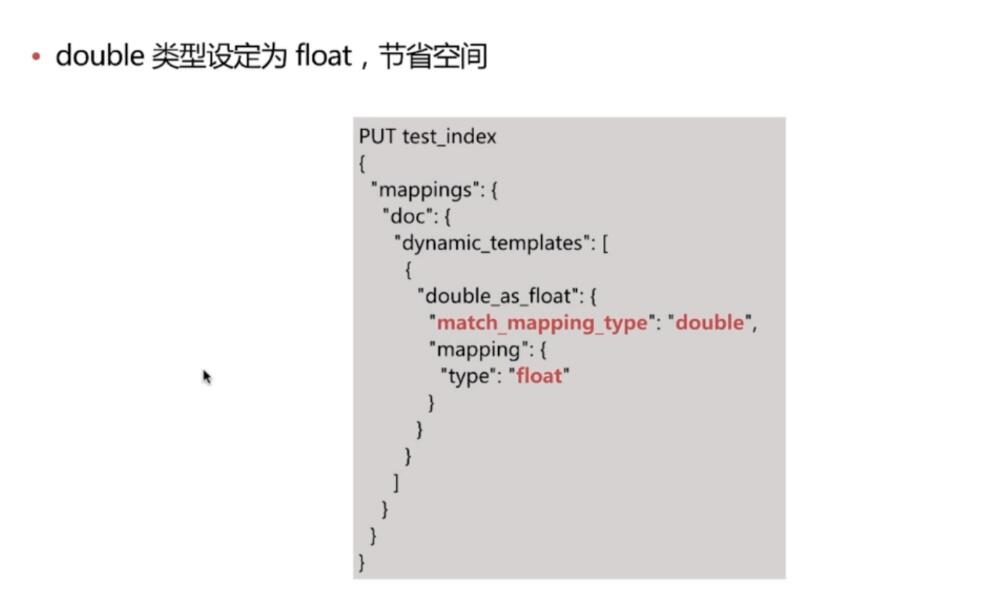 • double 类型设定为 float，节省空间
PUT test_index
{
"mappings": {
"doc": {
"dynamic_templates": [
{
"double_as_float": {
"match_mapping_type": "double",
"mapping": {
"type": "float"
}
}
}
]
}
}
}